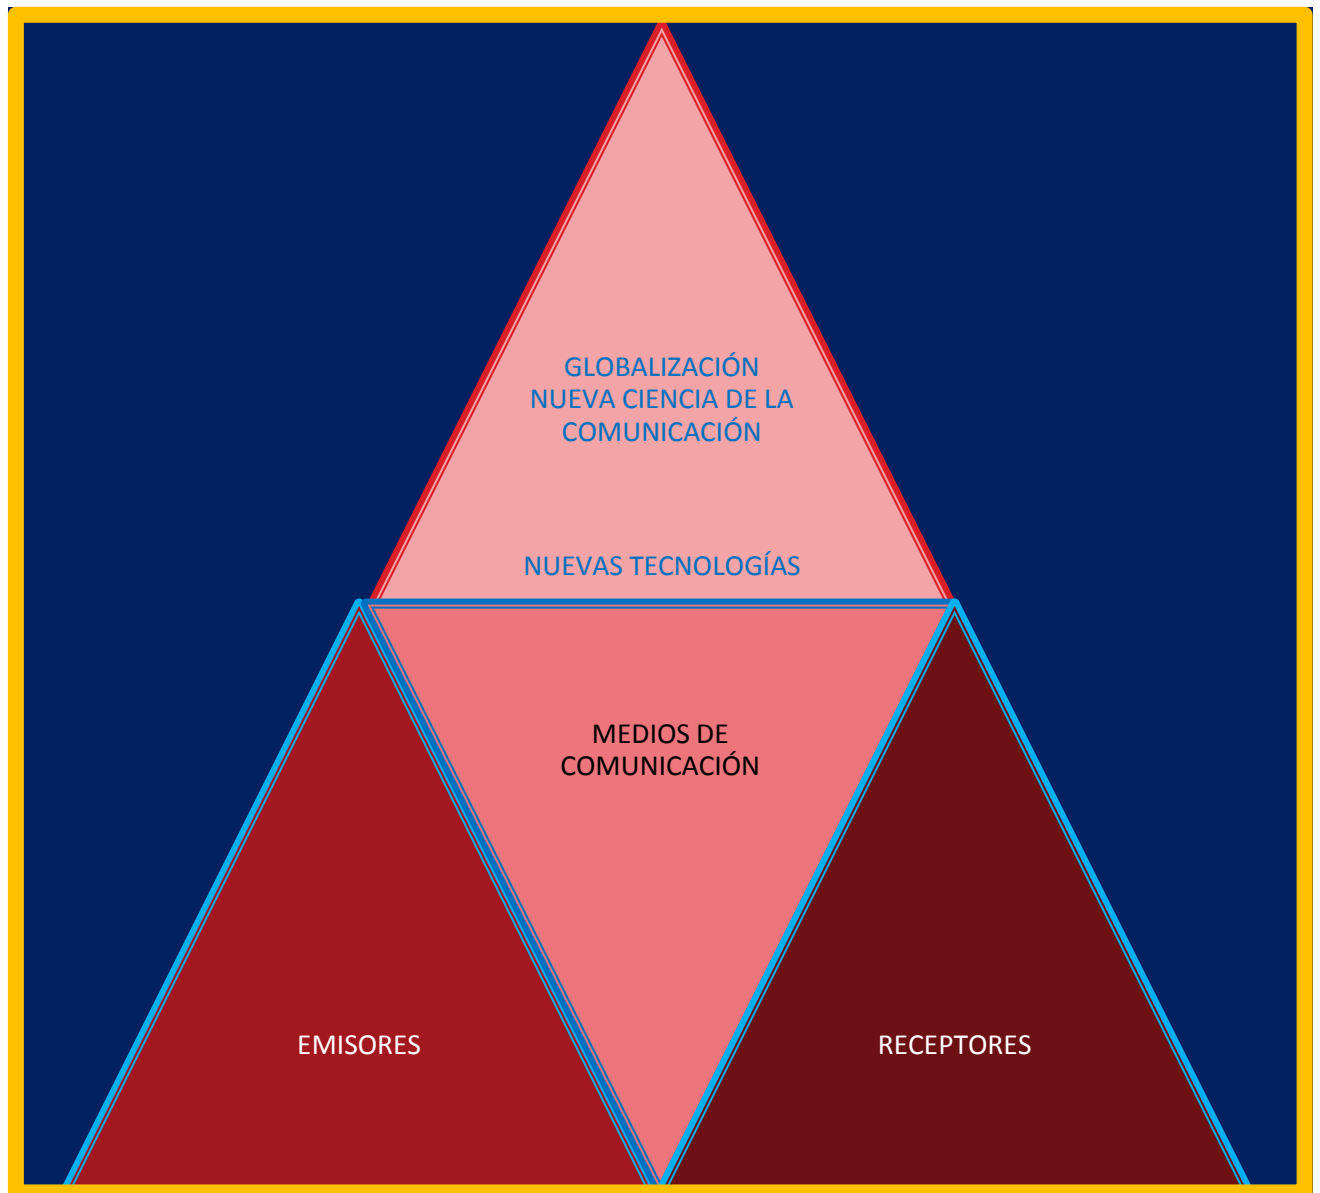 GLOBALIZACIÓN
NUEVA CIENCIA DE LA
COMUNICACIÓN
NUEVAS TECNOLOGÍAS
MEDIOS DE
COMUNICACIÓN
EMISORES
RECEPTORES